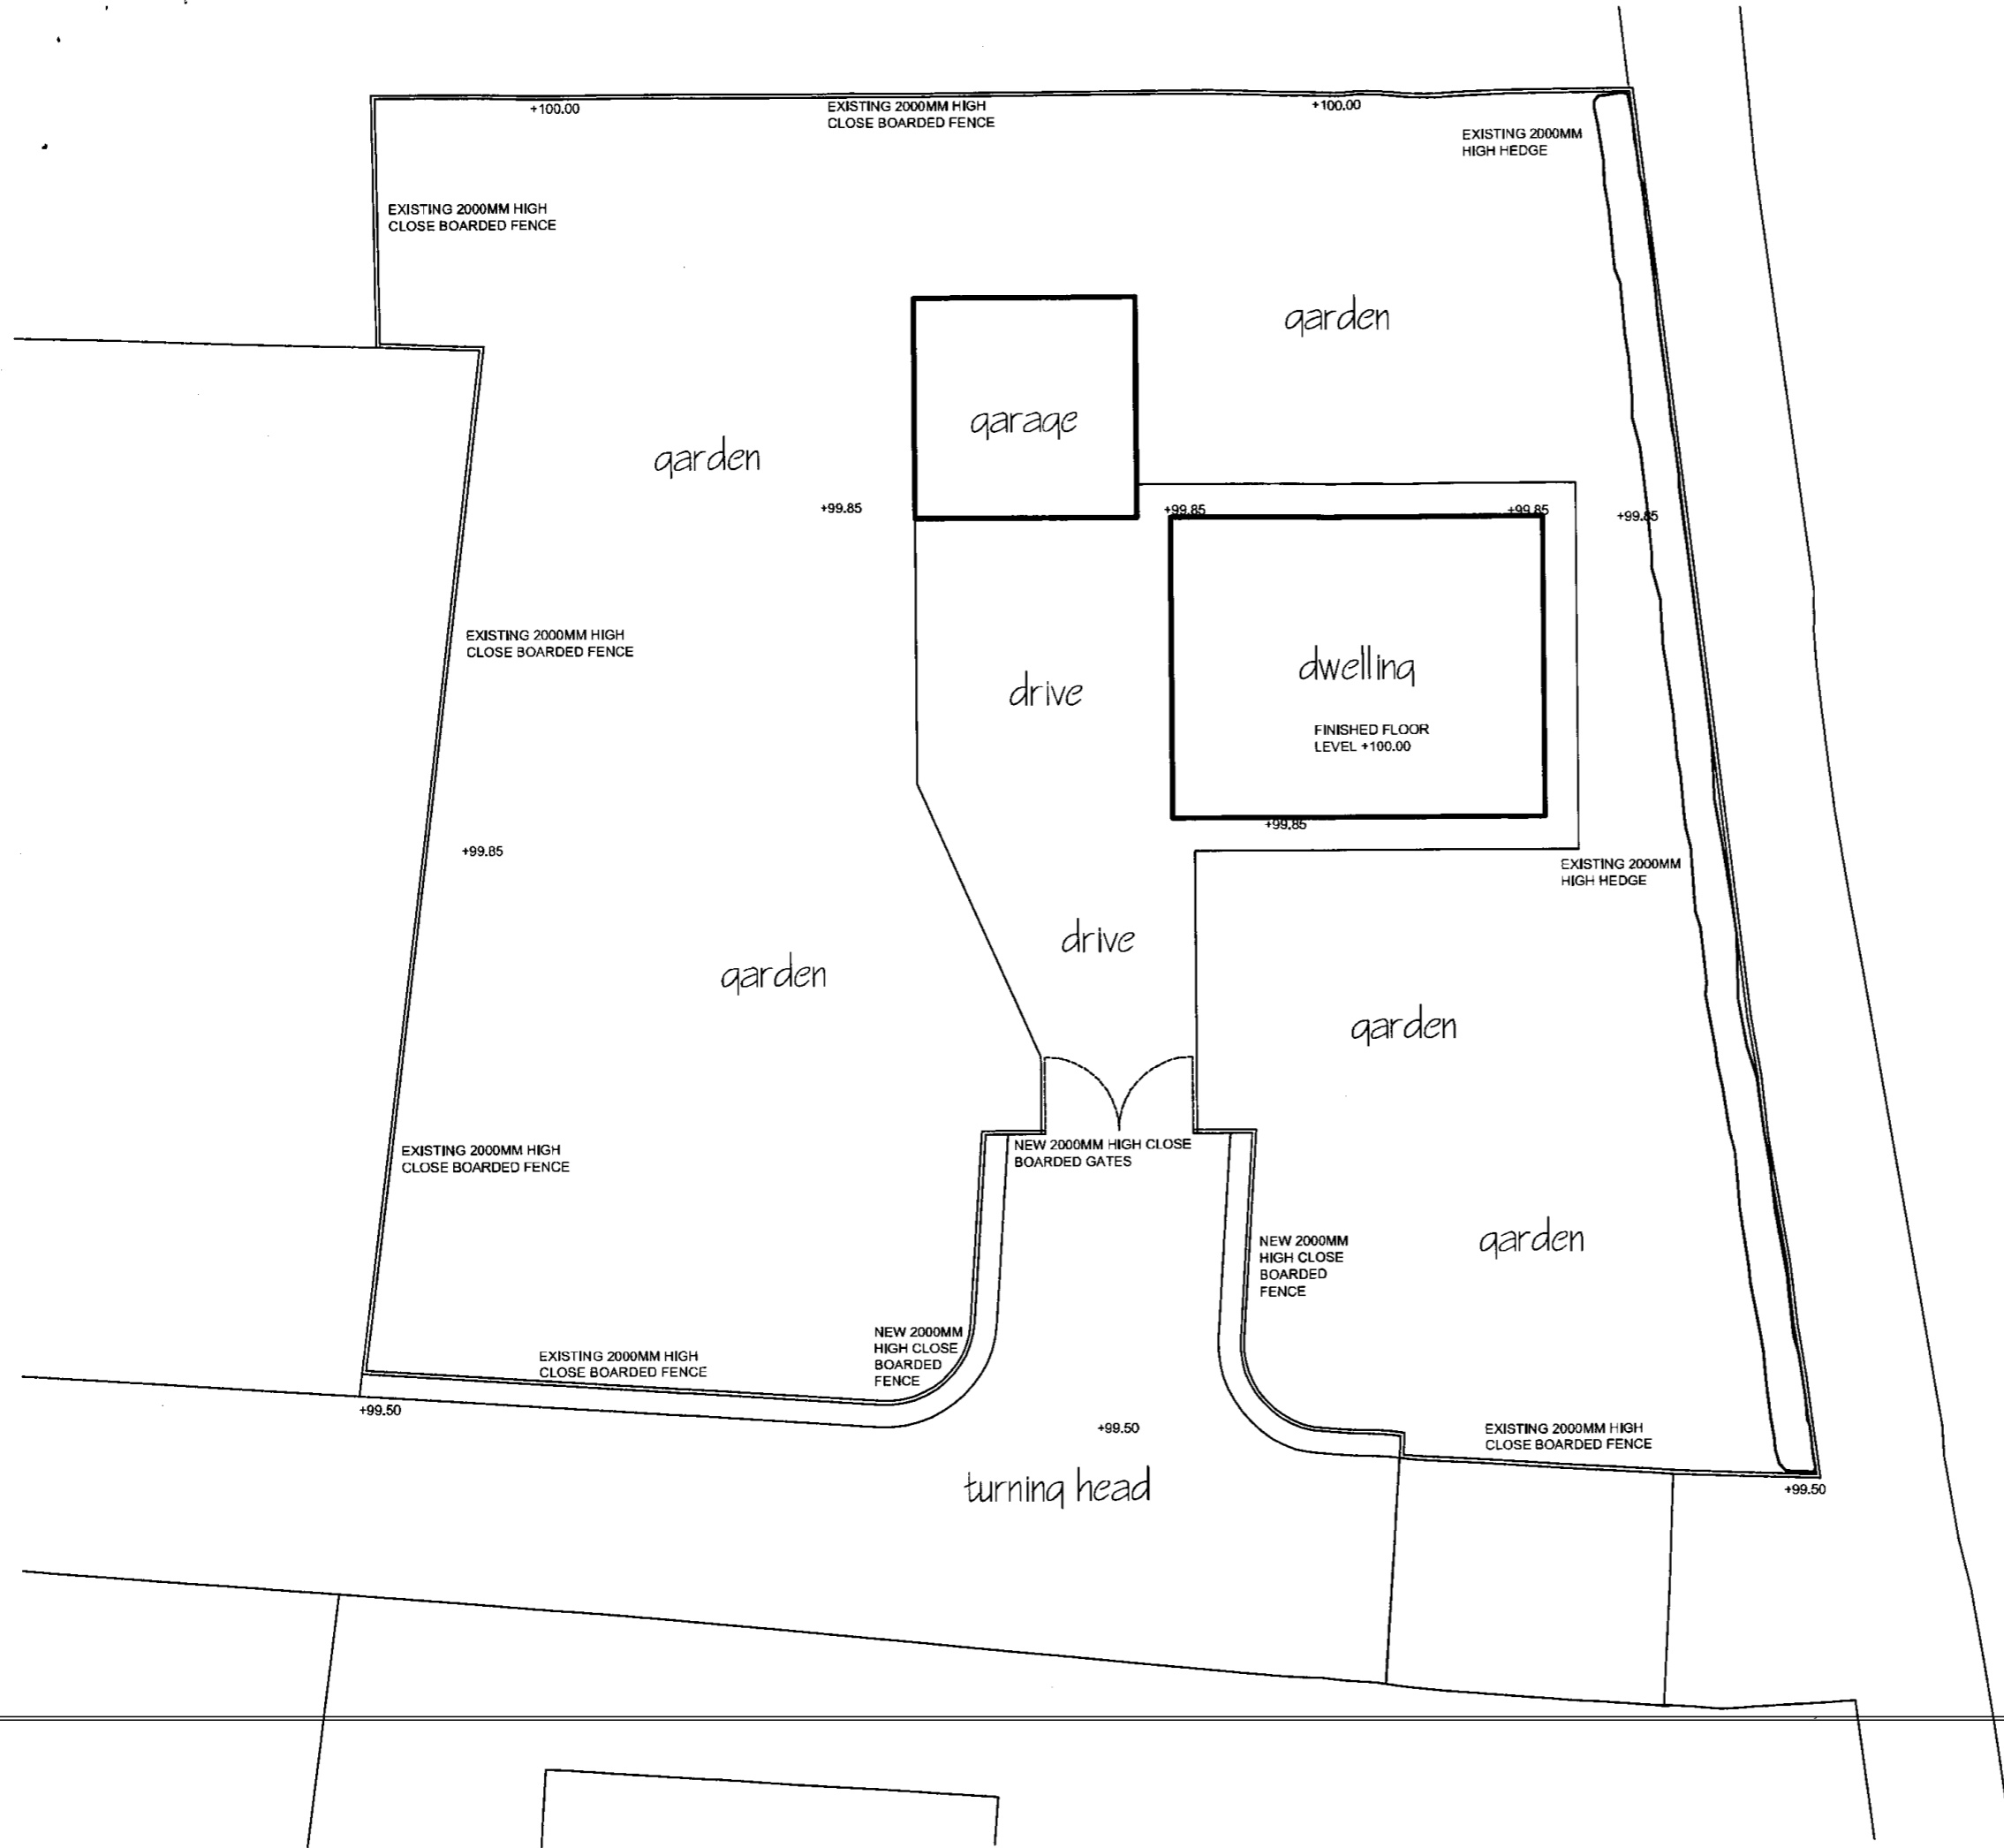 +100.00
EXISTING 2000MM HIGH
CLOSE BOARDED FENCE
+100.00
EXISTING 2000MM
HIGH HEDGE
EXISTING 2000MM HIGH
CLOSE BOARDED FENCE
garden
garage
garden
+99.85
+99.85
+99.85
+99.85
EXISTING 2000MM HIGH
CLOSE BOARDED FENCE
drive
dwelling
FINISHED FLOOR
LEVEL +100.00
+99.85
+99.85
EXISTING 2000MM
HIGH HEDGE
drive
garden
garden
NEW 2000MM HIGH CLOSE
BOARDED GATES
EXISTING 2000MM HIGH
CLOSE BOARDED FENCE
NEW 2000MM
HIGH CLOSE
BOARDED
FENCE
garden
NEW 2000MM
HIGH CLOSE
BOARDED
FENCE
EXISTING 2000MM HIGH
CLOSE BOARDED FENCE
+99.50
+99.50
EXISTING 2000MM HIGH
CLOSE BOARDED FENCE
turning head
+99.50